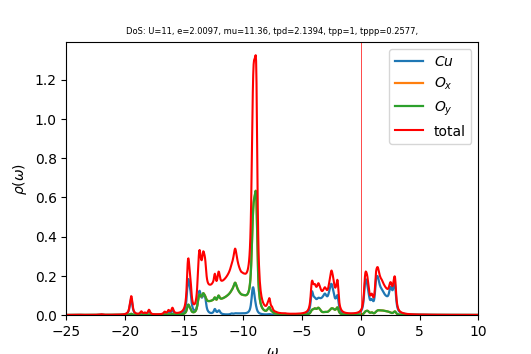 DoS: U=11, e=2.0097, mu=11.36, tpd=2.1394, tpp=1, tppp=0.2577,
ρ(ω)
1.2
1.0
0.8
0.6
0.4
0.2
0.0
Cu
Oₓ
O_y
total
−25 −20 −15 −10 −5 0 5 10
ω